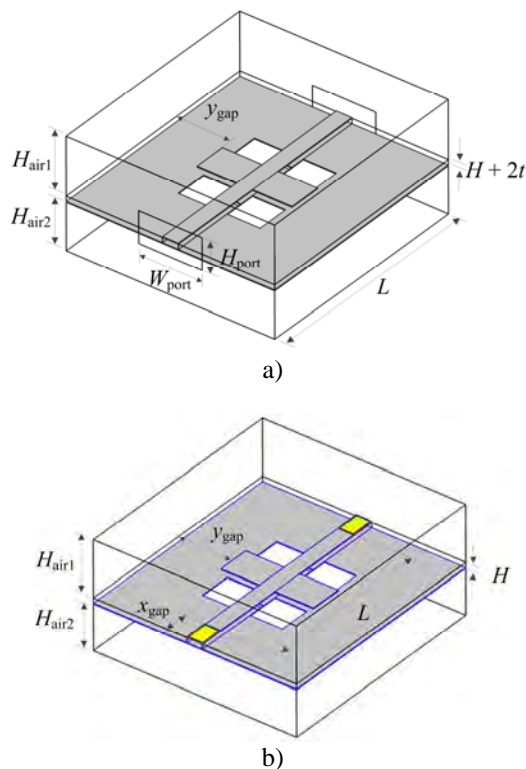 y_gap
H_air1
H + 2t
H_air2
H_port
W_port
L
a)
y_gap
H_air1
H
L
x_gap
H_air2
b)